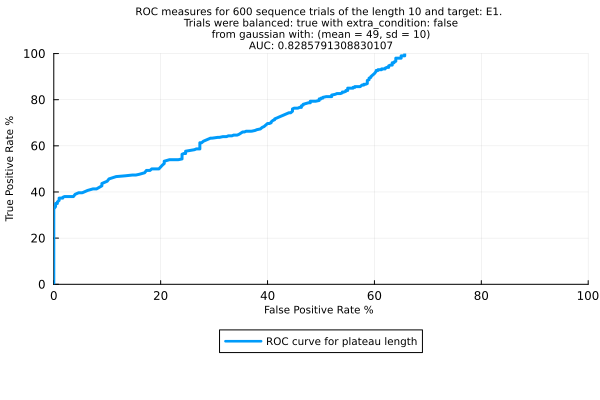 ROC measures for 600 sequence trials of the length 10 and target: E1.
Trials were balanced: true with extra_condition: false
from gaussian with: (mean = 49, sd = 10)
AUC: 0.8285791308830107
100
80
60
40
20
0
True Positive Rate %
0 20 40 60 80 100
False Positive Rate %
ROC curve for plateau length